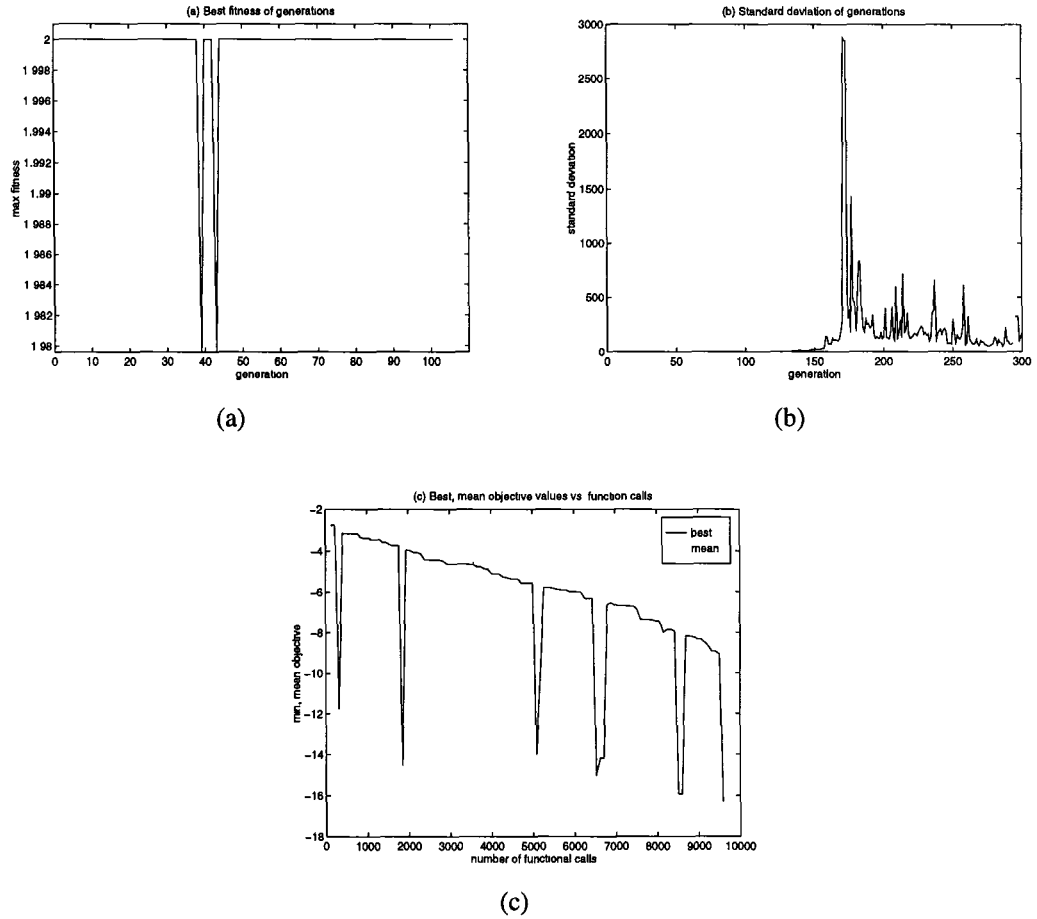 (a) Best fitness of generations
2
1 998
1 996
1 994
1 992
1 99
1 988
1 986
1 984
1 982
1 98
max fitness
0 10 20 30 40 50 60 70 80 90 100
generation
(a)
(b) Standard deviation of generations
3000
2500
2000
1500
1000
500
0
standard deviation
0 50 100 150 200 250 300
generation
(b)
(c) Best, mean objective values vs function calls
-2
-4
-6
-8
-10
-12
-14
-16
-18
min, mean objective
best
mean
0 1000 2000 3000 4000 5000 6000 7000 8000 9000 10000
number of functional calls
(c)